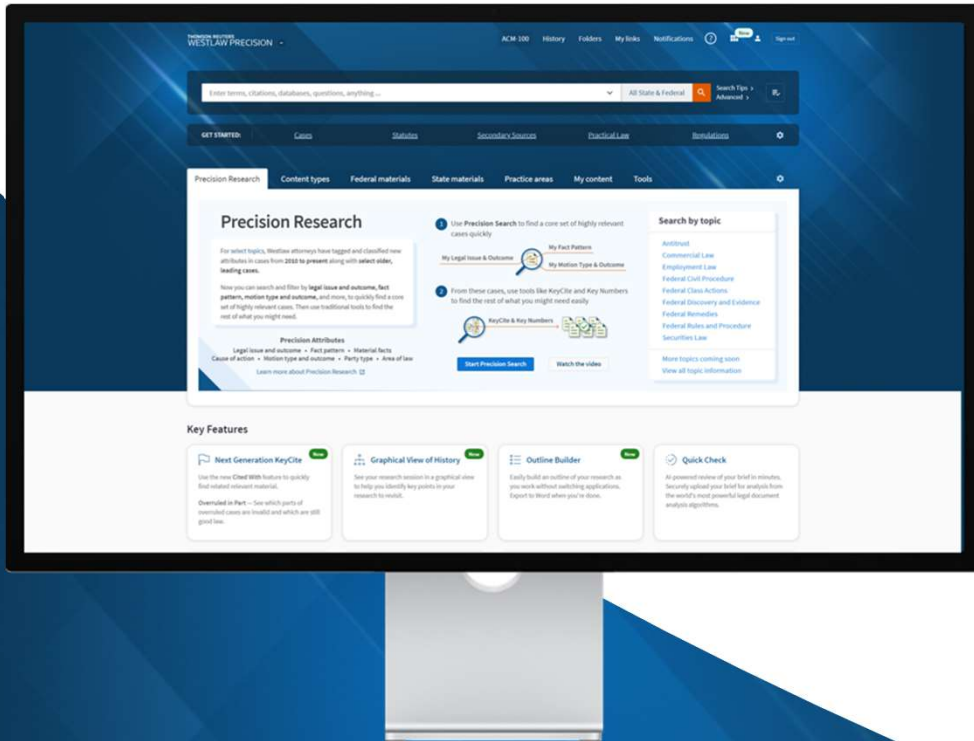 THOMSON REUTERS
WESTLAW PRECISION
ACM-100 History Folders My links Notifications ? New Sign out
Enter terms, citations, databases, questions, anything ... All State & Federal Search Tips
Advanced
GET STARTED: Cases Statutes Secondary Sources Practical Law Regulations
Precision Research Content types Federal materials State materials Practice areas My content Tools
Precision Research
For select topics, Westlaw attorneys have tagged and classified new
attributes in cases from 2010 to present along with select older,
leading cases.
Now you can search and filter by legal issue and outcome, fact
pattern, motion type and outcome, and more, to quickly find a core
set of highly relevant cases. Then use traditional tools to find the
rest of what you might need.
Precision Attributes
Legal issue and outcome • Fact pattern • Material facts
Cause of action • Motion type and outcome • Party type • Area of law
Learn more about Precision Research
1 Use Precision Search to find a core set of highly relevant
cases quickly
My Legal Issue & Outcome
My Fact Pattern
My Motion Type & Outcome
2 From these cases, use tools like KeyCite and Key Numbers
to find the rest of what you might need easily
KeyCite & Key Numbers
Start Precision Search Watch the video
Search by topic
Antitrust
Commercial Law
Employment Law
Federal Civil Procedure
Federal Class Actions
Federal Discovery and Evidence
Federal Remedies
Federal Rules and Procedure
Securities Law
More topics coming soon
View all topic information
Key Features
Next Generation KeyCite New
Use the new Cited With feature to quickly
find related relevant material.
Overruled in Part — See which parts of
overruled cases are invalid and which are still
good law.
Graphical View of History New
See your research session in a graphical view
to help you identify key points in your
research to revisit.
Outline Builder New
Easily build an outline of your research as
you work without switching applications.
Export to Word when you're done.
Quick Check
AI-powered review of your brief in minutes.
Securely upload your brief for analysis from
the world's most powerful legal document
analysis algorithms.